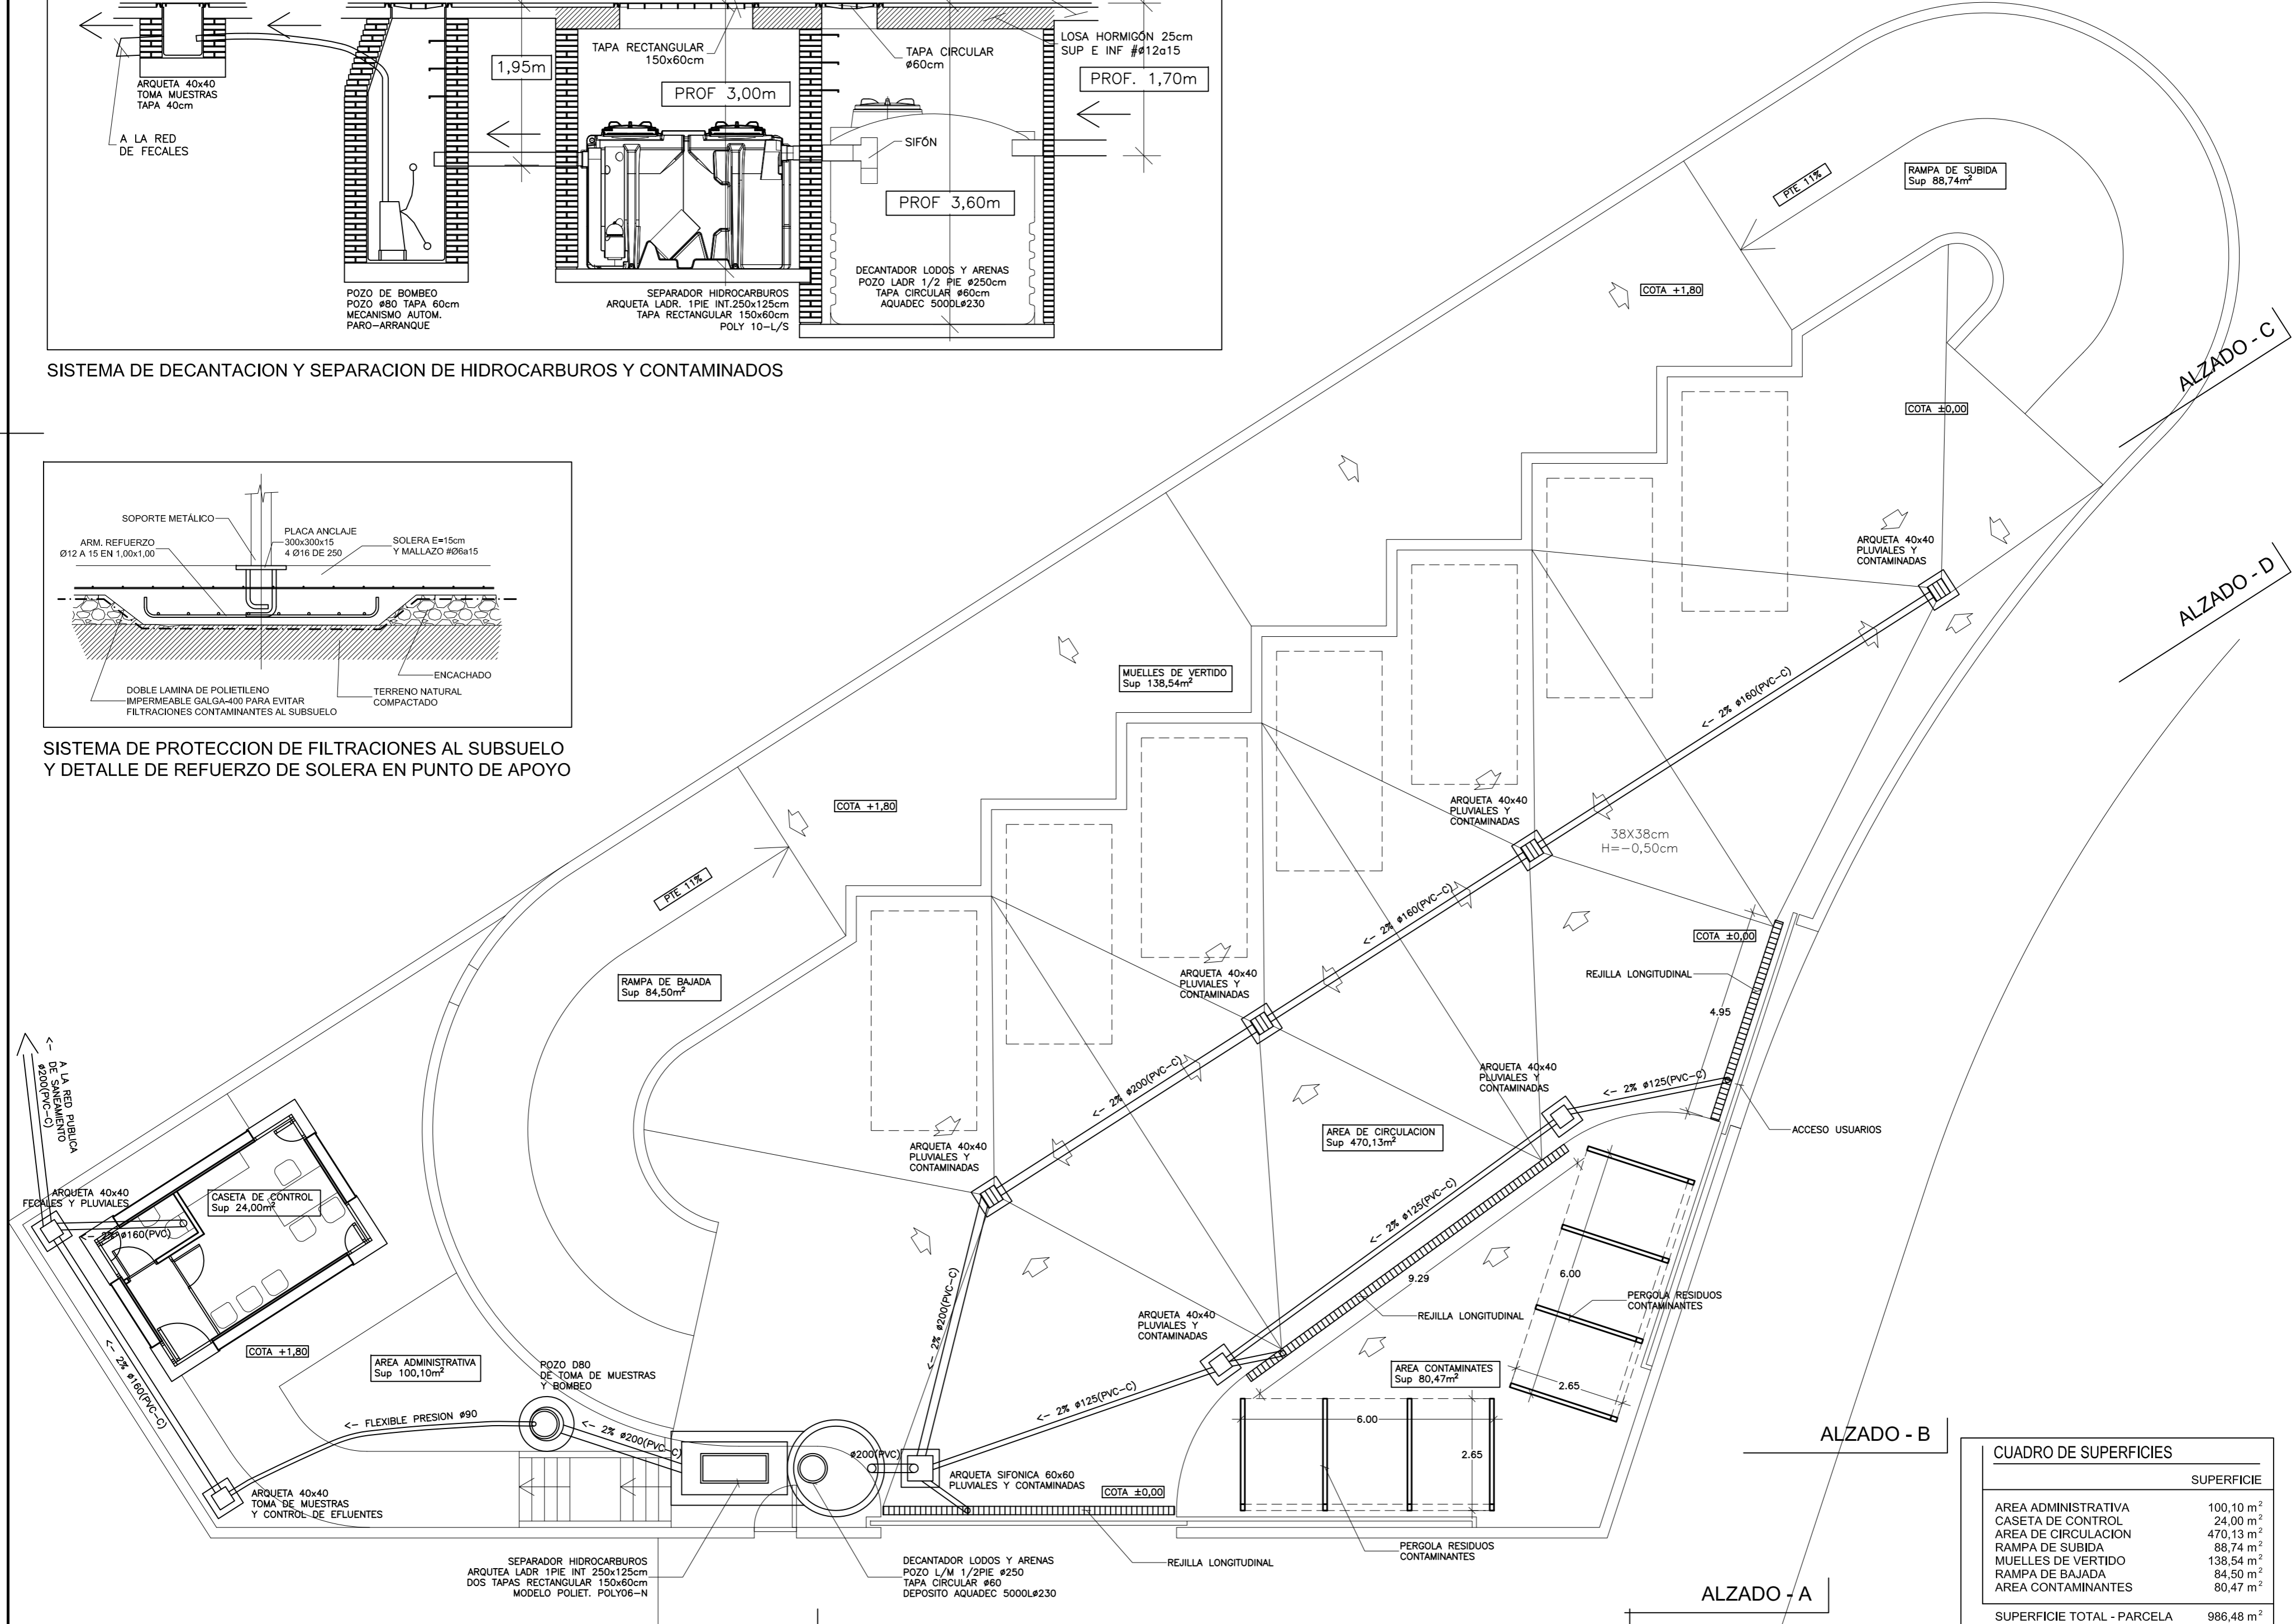 ARQUETA 40x40
TOMA MUESTRAS
TAPA 40cm
A LA RED
DE FECALES
1,95m
TAPA RECTANGULAR
150x60cm
PROF 3,00m
TAPA CIRCULAR
ø60cm
LOSA HORMIGÓN 25cm
SUP E INF #ø12a15
PROF. 1,70m
SIFÓN
PROF 3,60m
POZO DE BOMBEO
POZO ø80 TAPA 60cm
MECANISMO AUTOM.
PARO-ARRANQUE
SEPARADOR HIDROCARBUROS
ARQUETA LADR. 1PIE INT.250x125cm
TAPA RECTANGULAR 150x60cm
POLY 10-L/S
DECANTADOR LODOS Y ARENAS
POZO LADR 1/2 PIE ø250cm
TAPA CIRCULAR ø60cm
AQUADEC 5000Lø230
SISTEMA DE DECANTACION Y SEPARACION DE HIDROCARBUROS Y CONTAMINADOS
SOPORTE METÁLICO
ARM. REFUERZO
Ø12 A 15 EN 1,00x1,00
PLACA ANCLAJE
300x300x15
4 Ø16 DE 250
SOLERA E=15cm
Y MALLAZO #Ø6a15
ENCACHADO
DOBLE LAMINA DE POLIETILENO
IMPERMEABLE GALGA-400 PARA EVITAR
FILTRACIONES CONTAMINANTES AL SUBSUELO
TERRENO NATURAL
COMPACTADO
SISTEMA DE PROTECCION DE FILTRACIONES AL SUBSUELO
Y DETALLE DE REFUERZO DE SOLERA EN PUNTO DE APOYO
PTE 11%
RAMPA DE SUBIDA
Sup 88,74m²
COTA +1,80
ALZADO - C
COTA ±0,00
ARQUETA 40x40
PLUVIALES Y
CONTAMINADAS
ALZADO - D
MUELLES DE VERTIDO
Sup 138,54m²
<- 2% ø160(PVC-C)
COTA +1,80
ARQUETA 40x40
PLUVIALES Y
CONTAMINADAS
38X38cm
H=-0,50cm
PTE 11%
<- 2% ø160(PVC-C)
COTA ±0,00
REJILLA LONGITUDINAL
4.95
RAMPA DE BAJADA
Sup 84,50m²
ARQUETA 40x40
PLUVIALES Y
CONTAMINADAS
<- 2% ø200(PVC-C)
ARQUETA 40x40
PLUVIALES Y
CONTAMINADAS
<- 2% ø125(PVC-C)
ACCESO USUARIOS
AREA DE CIRCULACION
Sup 470,13m²
ARQUETA 40x40
PLUVIALES Y
CONTAMINADAS
<- A LA RED PUBLICA
DE SANEAMIENTO
ø200(PVC-C)
ARQUETA 40x40
FECALES Y PLUVIALES
CASETA DE CONTROL
Sup 24,00m²
<- 2% ø160(PVC)
<- 2% ø125(PVC-C)
9.29
6.00
PERGOLA RESIDUOS
CONTAMINANTES
REJILLA LONGITUDINAL
ARQUETA 40x40
PLUVIALES Y
CONTAMINADAS
<- 2% ø200(PVC-C)
<- 2% ø160(PVC-C)
COTA +1,80
AREA ADMINISTRATIVA
Sup 100,10m²
POZO D80
DE TOMA DE MUESTRAS
Y BOMBEO
AREA CONTAMINATES
Sup 80,47m²
2.65
<- FLEXIBLE PRESION ø90
<- 2% ø200(PVC-C)
<- 2% ø125(PVC-C)
6.00
2.65
ø200(PVC)
ARQUETA SIFONICA 60x60
PLUVIALES Y CONTAMINADAS
COTA ±0,00
ARQUETA 40x40
TOMA DE MUESTRAS
Y CONTROL DE EFLUENTES
SEPARADOR HIDROCARBUROS
ARQUTEA LADR 1PIE INT 250x125cm
DOS TAPAS RECTANGULAR 150x60cm
MODELO POLIET. POLY06-N
DECANTADOR LODOS Y ARENAS
POZO L/M 1/2PIE ø250
TAPA CIRCULAR ø60
DEPOSITO AQUADEC 5000Lø230
REJILLA LONGITUDINAL
PERGOLA RESIDUOS
CONTAMINANTES
ALZADO - B
ALZADO - A
CUADRO DE SUPERFICIES
SUPERFICIE
AREA ADMINISTRATIVA 100,10 m²
CASETA DE CONTROL 24,00 m²
AREA DE CIRCULACION 470,13 m²
RAMPA DE SUBIDA 88,74 m²
MUELLES DE VERTIDO 138,54 m²
RAMPA DE BAJADA 84,50 m²
AREA CONTAMINANTES 80,47 m²
SUPERFICIE TOTAL - PARCELA 986,48 m²